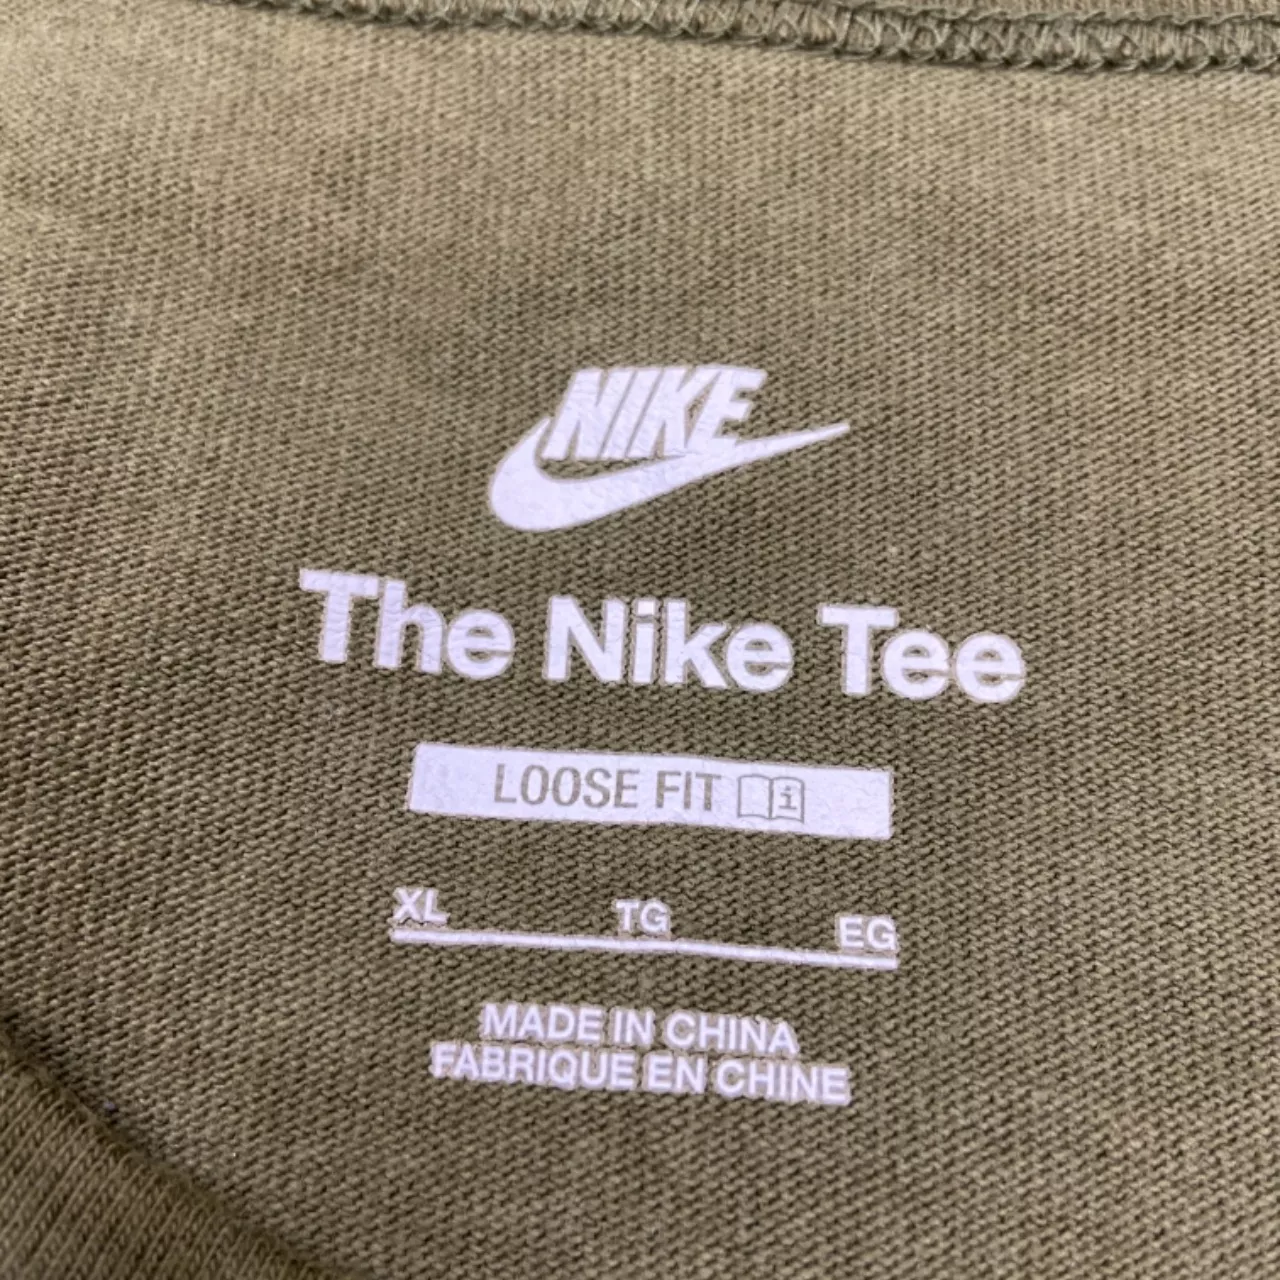 NIKE
The Nike Tee
LOOSE FIT i
XL TG EG
MADE IN CHINA
FABRIQUE EN CHINE